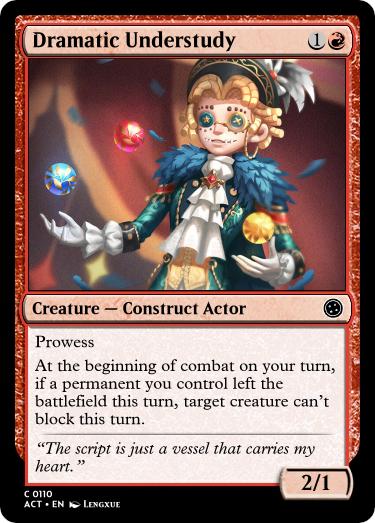 Dramatic Understudy 1
Creature — Construct Actor
Prowess
At the beginning of combat on your turn,
if a permanent you control left the
battlefield this turn, target creature can't
block this turn.
“The script is just a vessel that carries my
heart.”
2/1
C 0110
ACT • EN Lengxue